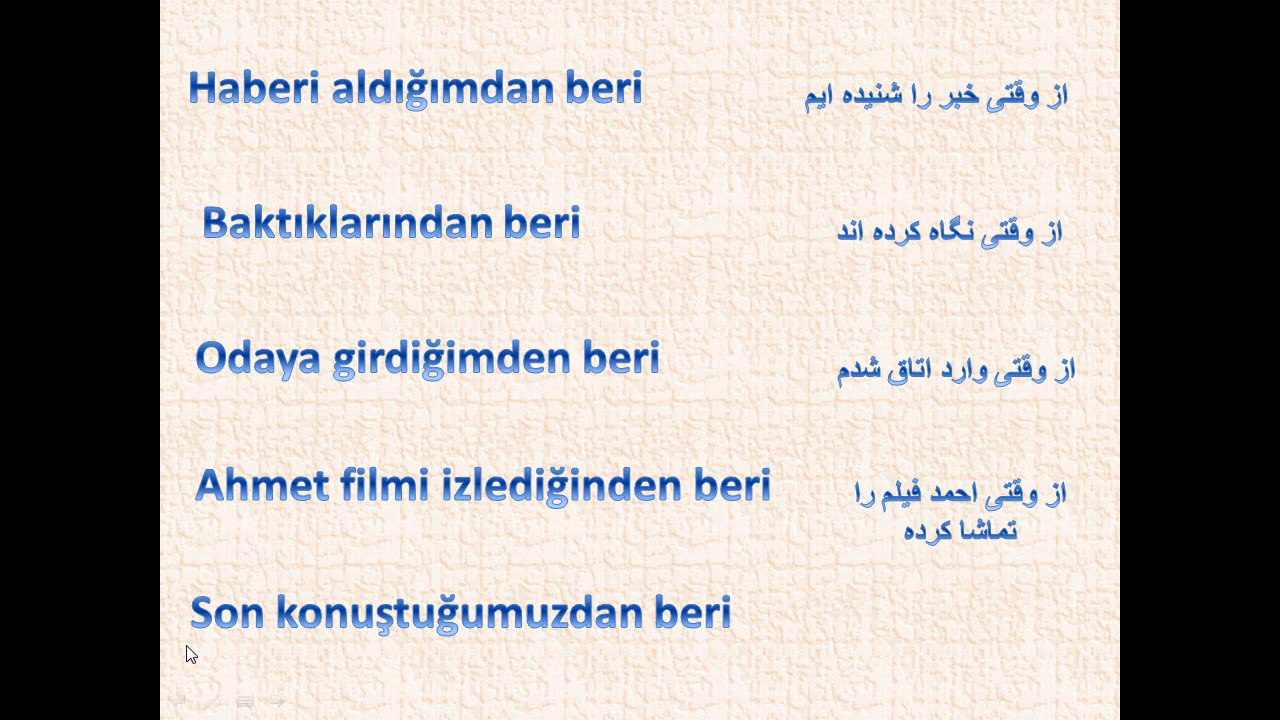 Haberi aldığımdan beri
از وقتی خبر را شنیده ایم
Baktıklarından beri
از وقتی نگاه کرده اند
Odaya girdiğimden beri
از وقتی وارد اتاق شدم
Ahmet filmi izlediğinden beri
از وقتی احمد فیلم را
تماشا کرده
Son konuştuğumuzdan beri